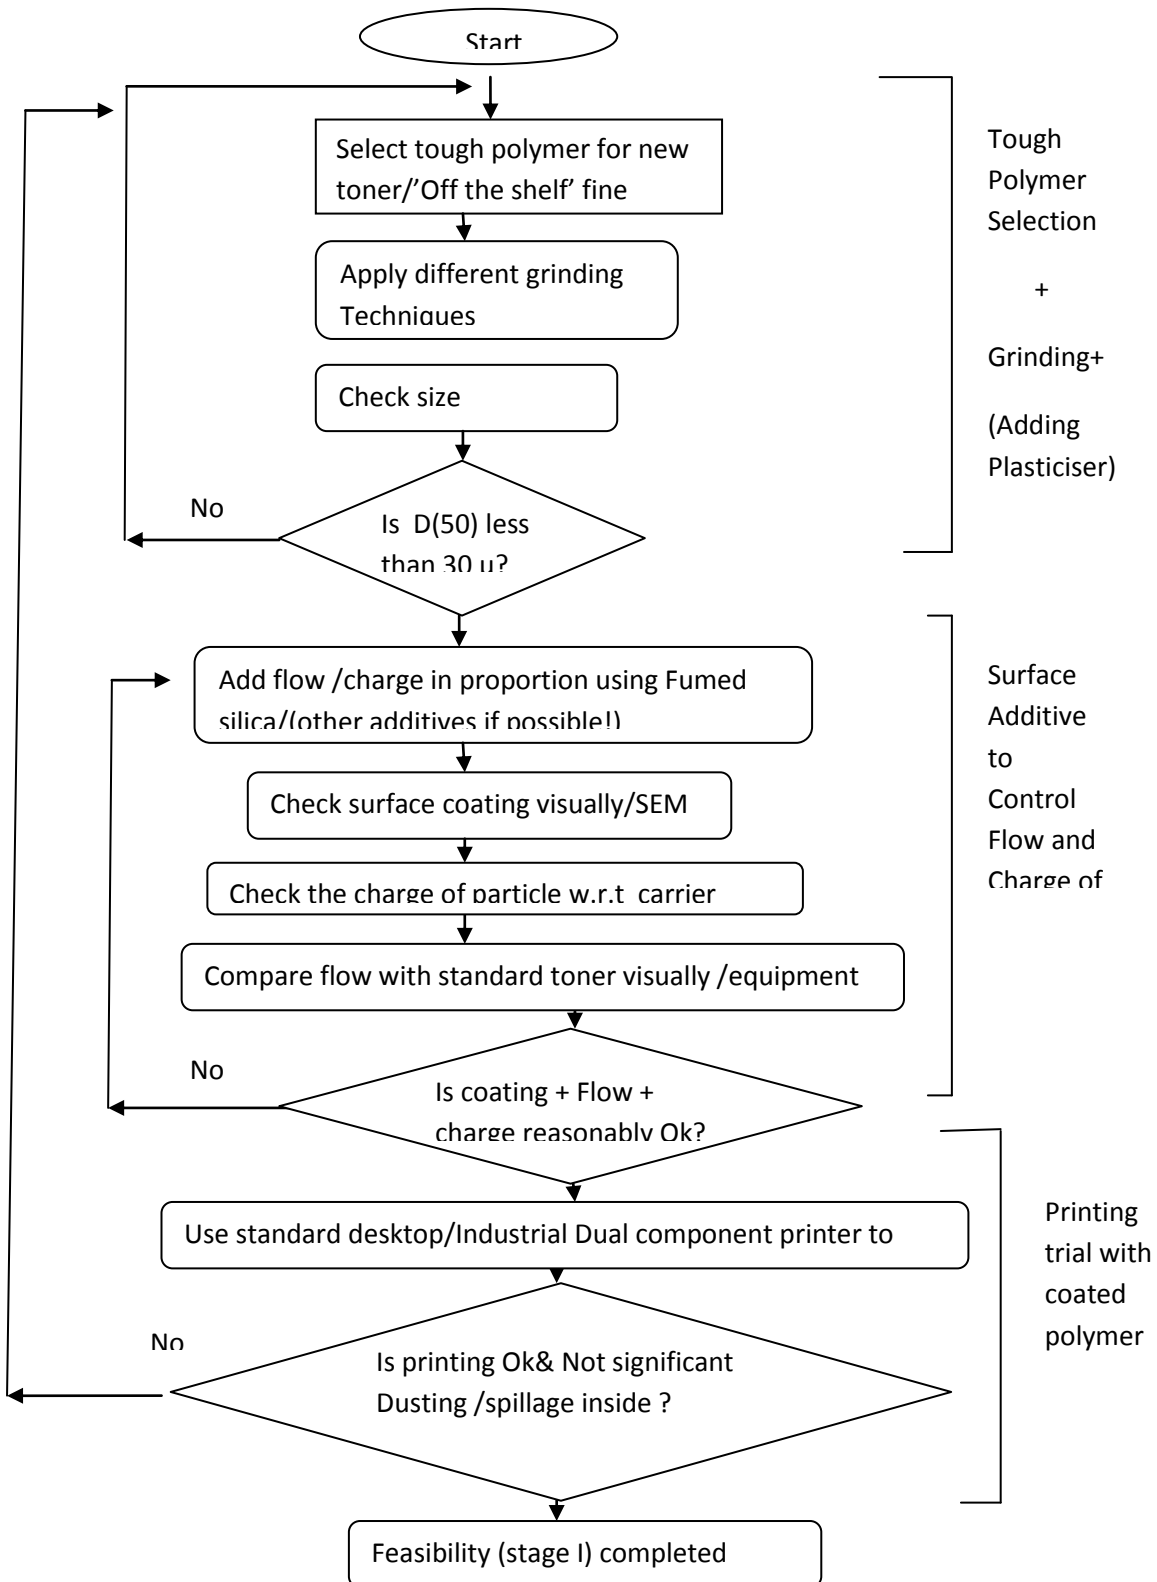 Start
Select tough polymer for new
toner/’Off the shelf’ fine
Apply different grinding
Techniques
Check size
No
Is D(50) less
than 30 µ?
Add flow /charge in proportion using Fumed
silica/(other additives if possible!)
Check surface coating visually/SEM
Check the charge of particle w.r.t carrier
Compare flow with standard toner visually /equipment
No
Is coating + Flow +
charge reasonably Ok?
Use standard desktop/Industrial Dual component printer to
No
Is printing Ok& Not significant
Dusting /spillage inside ?
Feasibility (stage I) completed
Tough
Polymer
Selection
+
Grinding+
(Adding
Plasticiser)
Surface
Additive
to
Control
Flow and
Charge of
Printing
trial with
coated
polymer